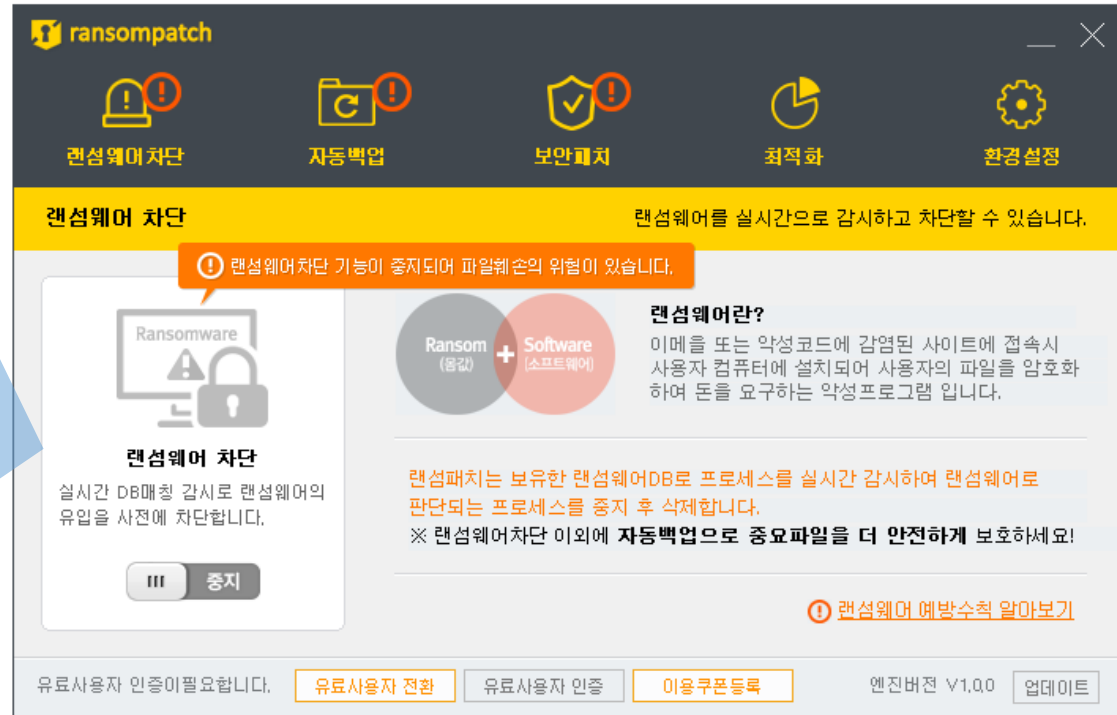 ransompatch
랜섬웨어차단
자동백업
보안패치
최적화
환경설정
랜섬웨어 차단
랜섬웨어를 실시간으로 감시하고 차단할 수 있습니다.
랜섬웨어차단 기능이 중지되어 파일훼손의 위험이 있습니다.
Ransomware
랜섬웨어 차단
실시간 DB매칭 감시로 랜섬웨어의
유입을 사전에 차단합니다.
중지
Ransom
(몸값)
+
Software
(소프트웨어)
랜섬웨어란?
이메을 또는 악성코드에 감염된 사이트에 접속시
사용자 컴퓨터에 설치되어 사용자의 파일을 암호화
하여 돈을 요구하는 악성프로그램 입니다.
랜섬패치는 보유한 랜섬웨어DB로 프로세스를 실시간 감시하여 랜섬웨어로
판단되는 프로세스를 중지 후 삭제합니다.
※ 랜섬웨어차단 이외에 자동백업으로 중요파일을 더 안전하게 보호하세요!
랜섬웨어 예방수칙 알아보기
유료사용자 인증이필요합니다.
유료사용자 전환
유료사용자 인증
이용쿠폰등록
엔진버전 V1.0.0
업데이트